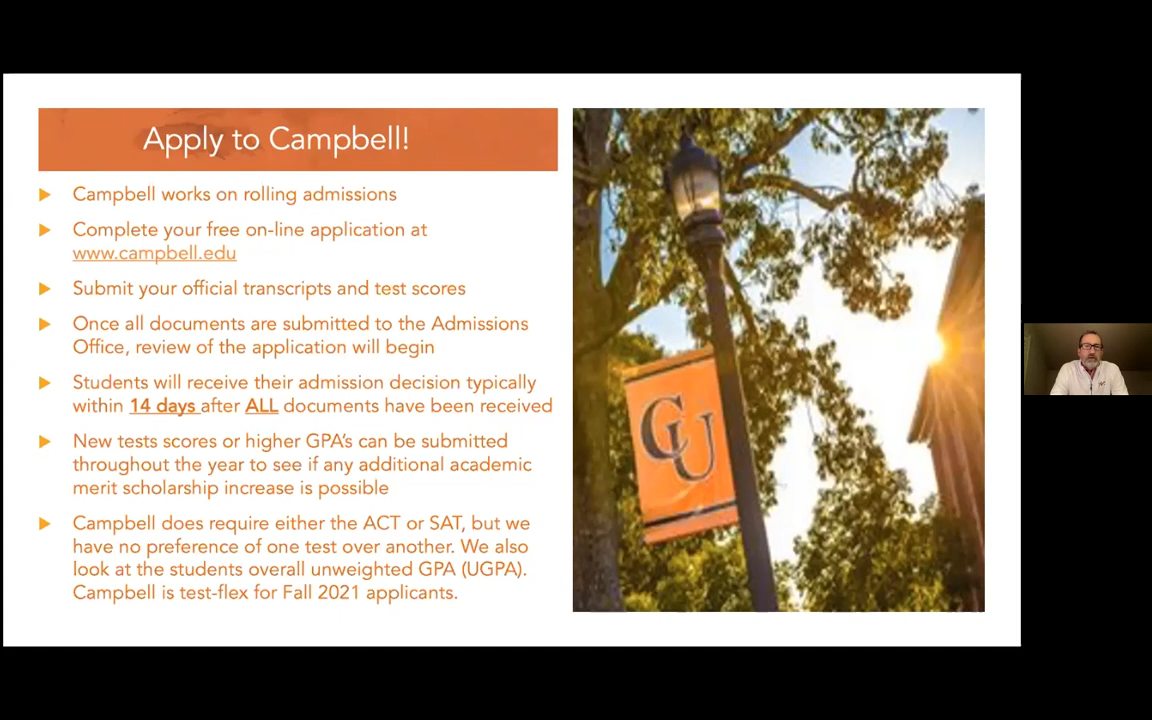 Apply to Campbell!
Campbell works on rolling admissions
Complete your free on-line application at
www.campbell.edu
Submit your official transcripts and test scores
Once all documents are submitted to the Admissions
Office, review of the application will begin
Students will receive their admission decision typically
within 14 days after ALL documents have been received
New tests scores or higher GPA's can be submitted
throughout the year to see if any additional academic
merit scholarship increase is possible
Campbell does require either the ACT or SAT, but we
have no preference of one test over another. We also
look at the students overall unweighted GPA (UGPA).
Campbell is test-flex for Fall 2021 applicants.
CU